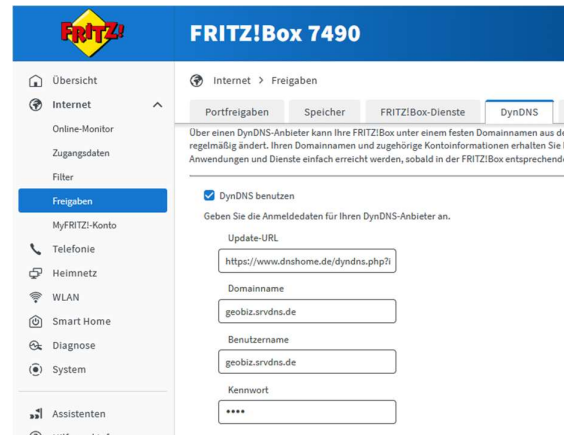 FRITZ!
FRITZ!Box 7490
Übersicht
Internet
Online-Monitor
Zugangsdaten
Filter
Freigaben
MyFRITZ!-Konto
Telefonie
Heimnetz
WLAN
Smart Home
Diagnose
System
Assistenten
Internet > Freigaben
Portfreigaben Speicher FRITZ!Box-Dienste DynDNS
Über einen DynDNS-Anbieter kann Ihre FRITZ!Box unter einem festen Domainnamen aus de
regelmäßig ändert. Ihren Domainnamen und zugehörige Kontoinformationen erhalten Sie
Anwendungen und Dienste einfach erreicht werden, sobald in der FRITZ!Box entsprechend
DynDNS benutzen
Geben Sie die Anmeldedaten für Ihren DynDNS-Anbieter an.
Update-URL
https://www.dnshome.de/dyndns.php?i
Domainname
geobiz.srvdns.de
Benutzername
geobiz.srvdns.de
Kennwort
****